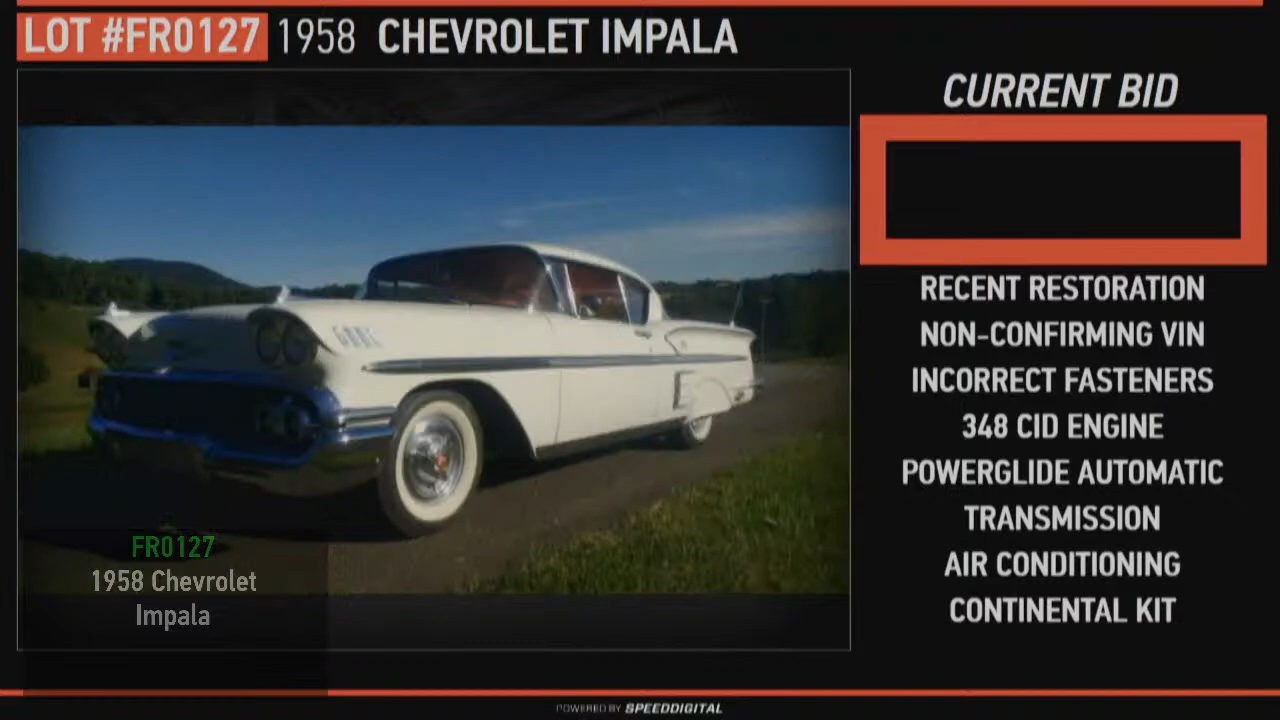 LOT #FR0127 1958 CHEVROLET IMPALA
CURRENT BID
RECENT RESTORATION
NON-CONFIRMING VIN
INCORRECT FASTENERS
348 CID ENGINE
POWERGLIDE AUTOMATIC
TRANSMISSION
AIR CONDITIONING
CONTINENTAL KIT
FR0127
1958 Chevrolet
Impala
POWERED BY SPEEDDIGITAL